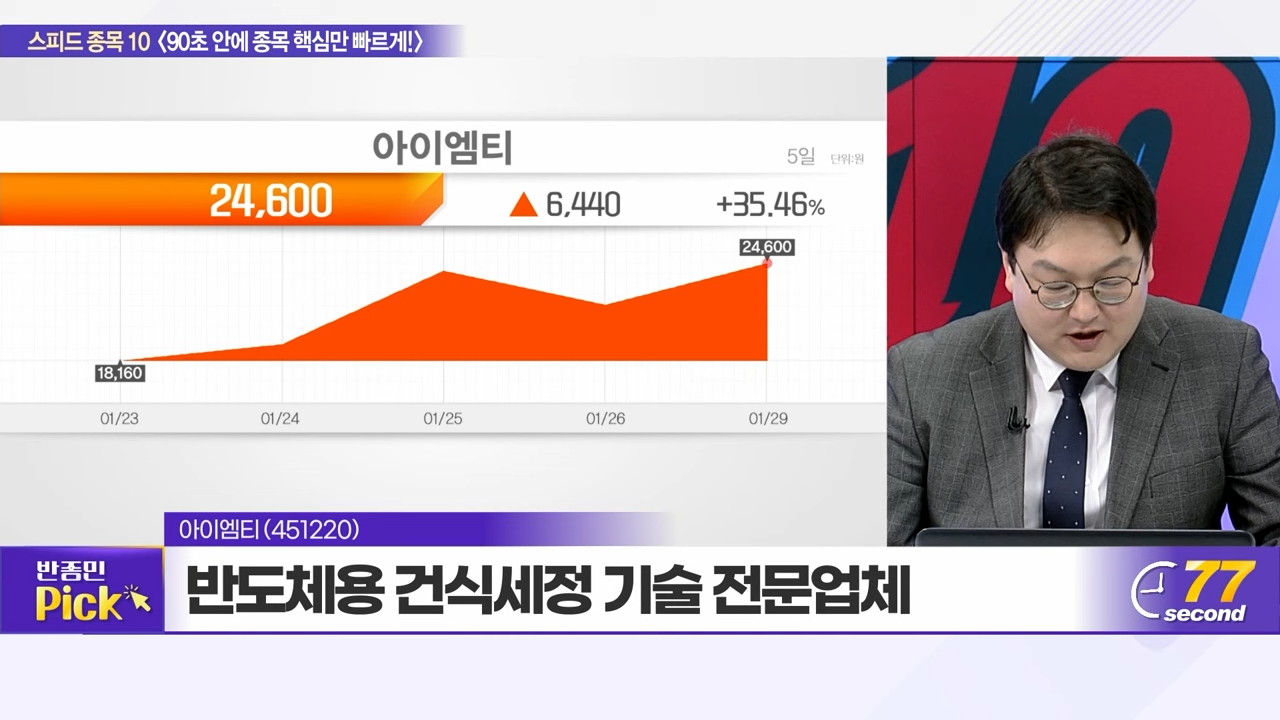 스피드 종목 10 〈90초 안에 종목 핵심만 빠르게!〉
아이엠티
5일 단위:원
24,600 ▲ 6,440 +35.46%
24,600
18,160
01/23 01/24 01/25 01/26 01/29
아이엠티(451220)
반종민
Pick
반도체용 건식세정 기술 전문업체
77
second
10